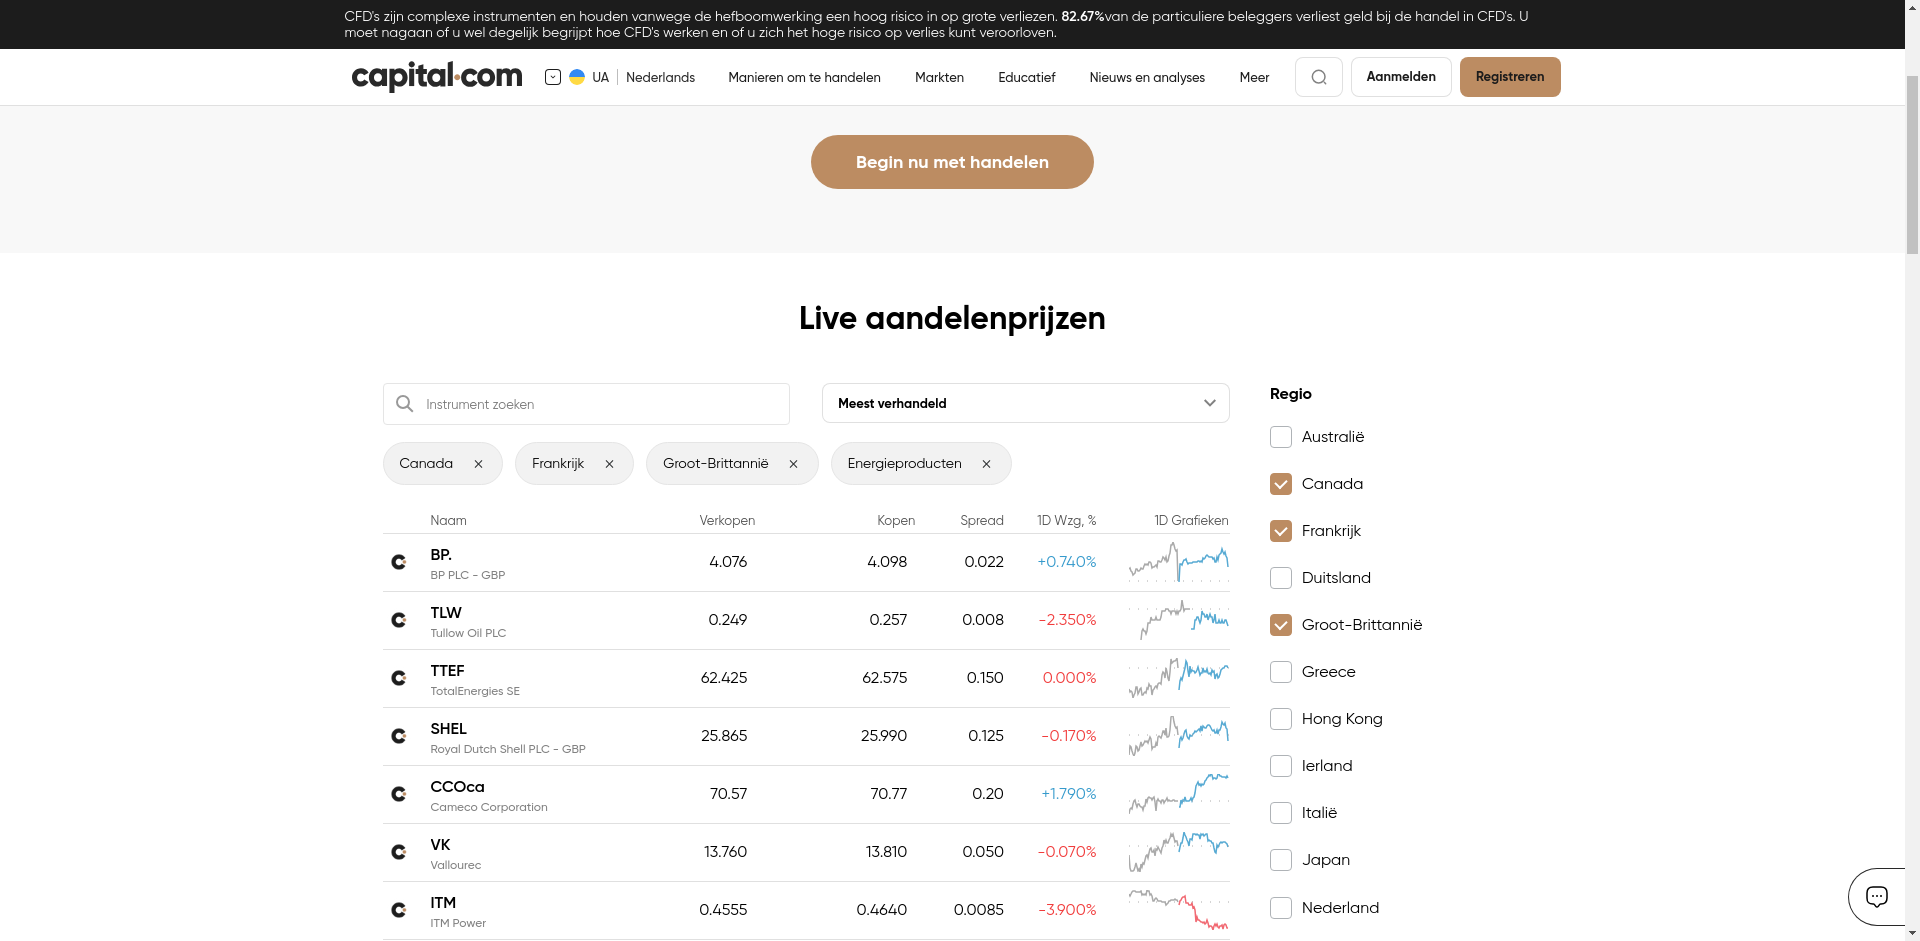 CFD's zijn complexe instrumenten en houden vanwege de hefboomwerking een hoog risico in op grote verliezen. 82.67%van de particuliere beleggers verliest geld bij de handel in CFD's. U
moet nagaan of u wel degelijk begrijpt hoe CFD's werken en of u zich het hoge risico op verlies kunt veroorloven.
capital.com UA Nederlands Manieren om te handelen Markten Educatief Nieuws en analyses Meer Aanmelden Registreren
Begin nu met handelen
Live aandelenprijzen
Instrument zoeken Meest verhandeld
Canada Frankrijk Groot-Brittannië Energieproducten
Naam Verkopen Kopen Spread 1D Wzg, % 1D Grafieken
BP. 4.076 4.098 0.022 +0.740%
BP PLC - GBP
TLW 0.249 0.257 0.008 -2.350%
Tullow Oil PLC
TTEF 62.425 62.575 0.150 0.000%
TotalEnergies SE
SHEL 25.865 25.990 0.125 -0.170%
Royal Dutch Shell PLC - GBP
CCOca 70.57 70.77 0.20 +1.790%
Cameco Corporation
VK 13.760 13.810 0.050 -0.070%
Vallourec
ITM 0.4555 0.4640 0.0085 -3.900%
ITM Power
Regio
Australië
Canada
Frankrijk
Duitsland
Groot-Brittannië
Greece
Hong Kong
Ierland
Italië
Japan
Nederland